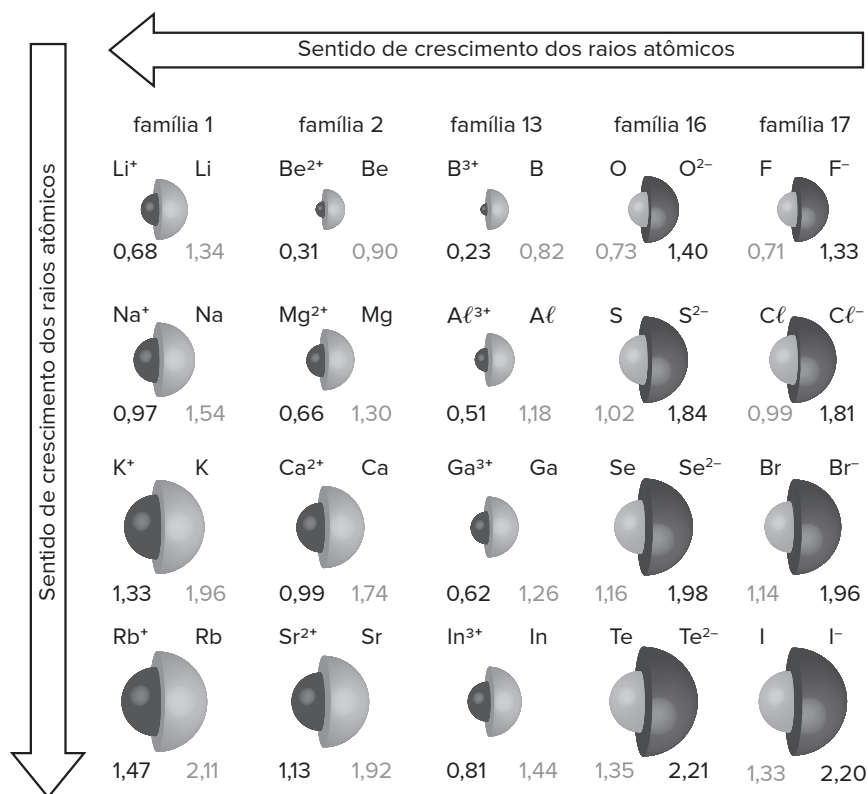 Sentido de crescimento dos raios atômicos
Sentido de crescimento dos raios atômicos
família 1 família 2 família 13 família 16 família 17
Li⁺ Li Be²⁺ Be B³⁺ B O O²⁻ F F⁻
0,68 1,34 0,31 0,90 0,23 0,82 0,73 1,40 0,71 1,33
Na⁺ Na Mg²⁺ Mg Aℓ³⁺ Aℓ S S²⁻ Cℓ Cℓ⁻
0,97 1,54 0,66 1,30 0,51 1,18 1,02 1,84 0,99 1,81
K⁺ K Ca²⁺ Ca Ga³⁺ Ga Se Se²⁻ Br Br⁻
1,33 1,96 0,99 1,74 0,62 1,26 1,16 1,98 1,14 1,96
Rb⁺ Rb Sr²⁺ Sr In³⁺ In Te Te²⁻ I I⁻
1,47 2,11 1,13 1,92 0,81 1,44 1,35 2,21 1,33 2,20